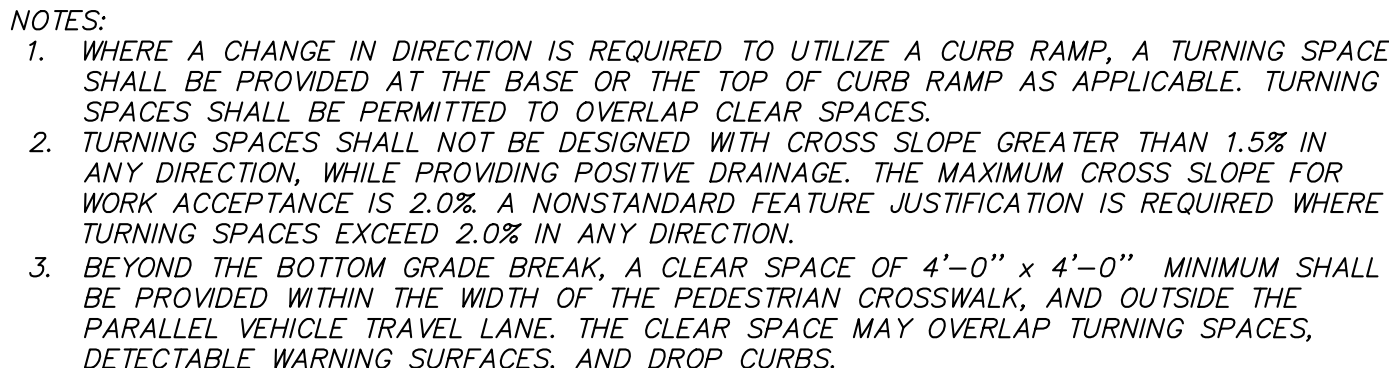 NOTES:
1. WHERE A CHANGE IN DIRECTION IS REQUIRED TO UTILIZE A CURB RAMP, A TURNING SPACE
SHALL BE PROVIDED AT THE BASE OR THE TOP OF CURB RAMP AS APPLICABLE. TURNING
SPACES SHALL BE PERMITTED TO OVERLAP CLEAR SPACES.
2. TURNING SPACES SHALL NOT BE DESIGNED WITH CROSS SLOPE GREATER THAN 1.5% IN
ANY DIRECTION, WHILE PROVIDING POSITIVE DRAINAGE. THE MAXIMUM CROSS SLOPE FOR
WORK ACCEPTANCE IS 2.0%. A NONSTANDARD FEATURE JUSTIFICATION IS REQUIRED WHERE
TURNING SPACES EXCEED 2.0% IN ANY DIRECTION.
3. BEYOND THE BOTTOM GRADE BREAK, A CLEAR SPACE OF 4'-0" x 4'-0" MINIMUM SHALL
BE PROVIDED WITHIN THE WIDTH OF THE PEDESTRIAN CROSSWALK, AND OUTSIDE THE
PARALLEL VEHICLE TRAVEL LANE. THE CLEAR SPACE MAY OVERLAP TURNING SPACES,
DETECTABLE WARNING SURFACES, AND DROP CURBS.